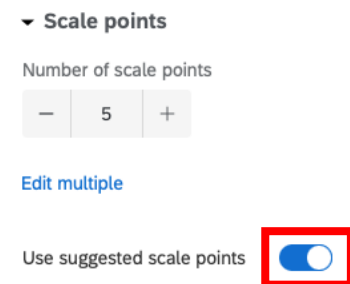 Scale points
Number of scale points
− 5 +
Edit multiple
Use suggested scale points